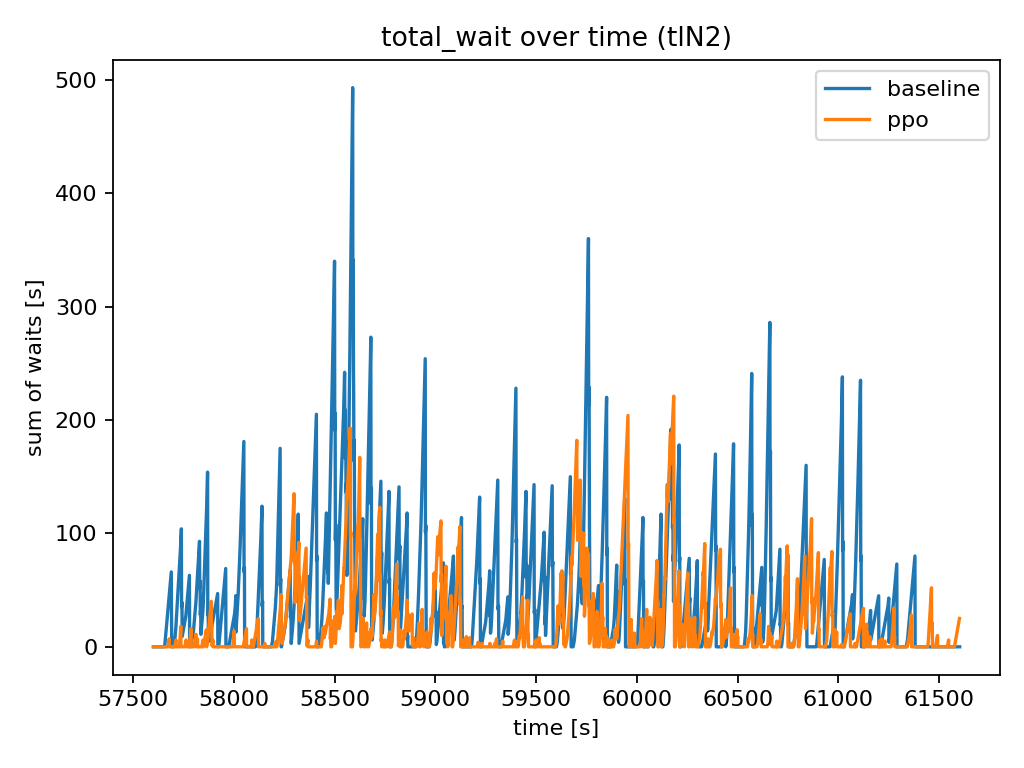 total_wait over time (tlN2)
baseline
ppo
sum of waits [s]
500
400
300
200
100
0
57500 58000 58500 59000 59500 60000 60500 61000 61500
time [s]